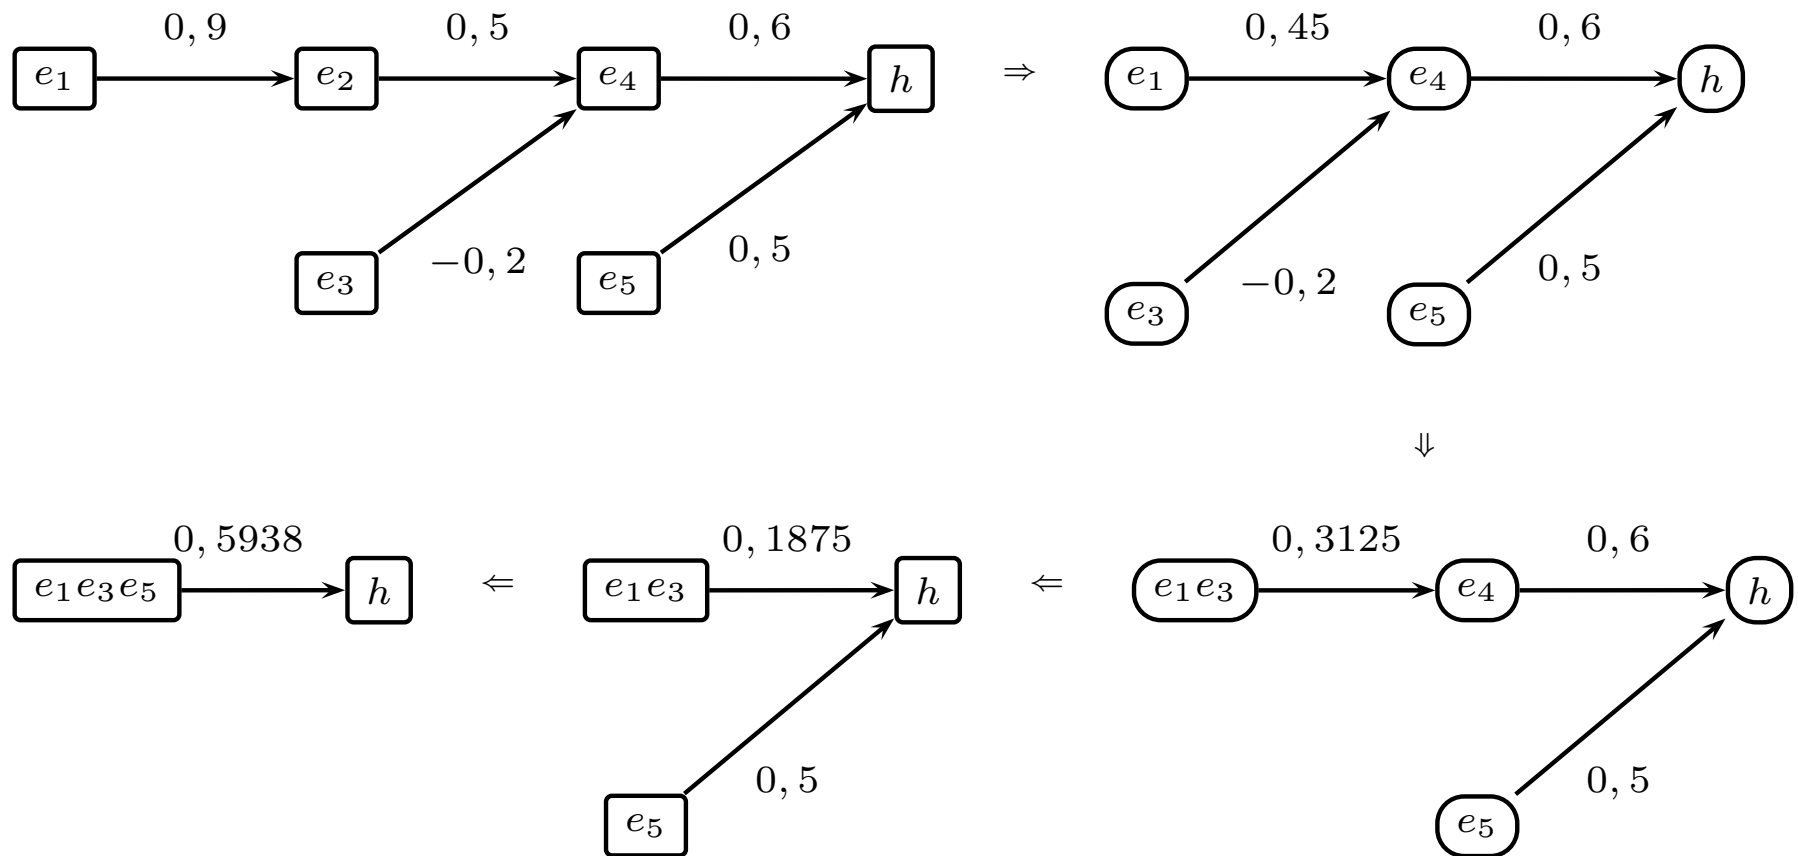 0, 9 0, 5 0, 6 0, 45 0, 6
e₁ e₂ e₄ h ⇒ e₁ e₄ h
−0, 2 0, 5 −0, 2 0, 5
e₃ e₅ e₃ e₅
⇓
0, 5938 0, 1875 0, 3125 0, 6
e₁e₃e₅ h ⇐ e₁e₃ h ⇐ e₁e₃ e₄ h
0, 5 0, 5
e₅ e₅